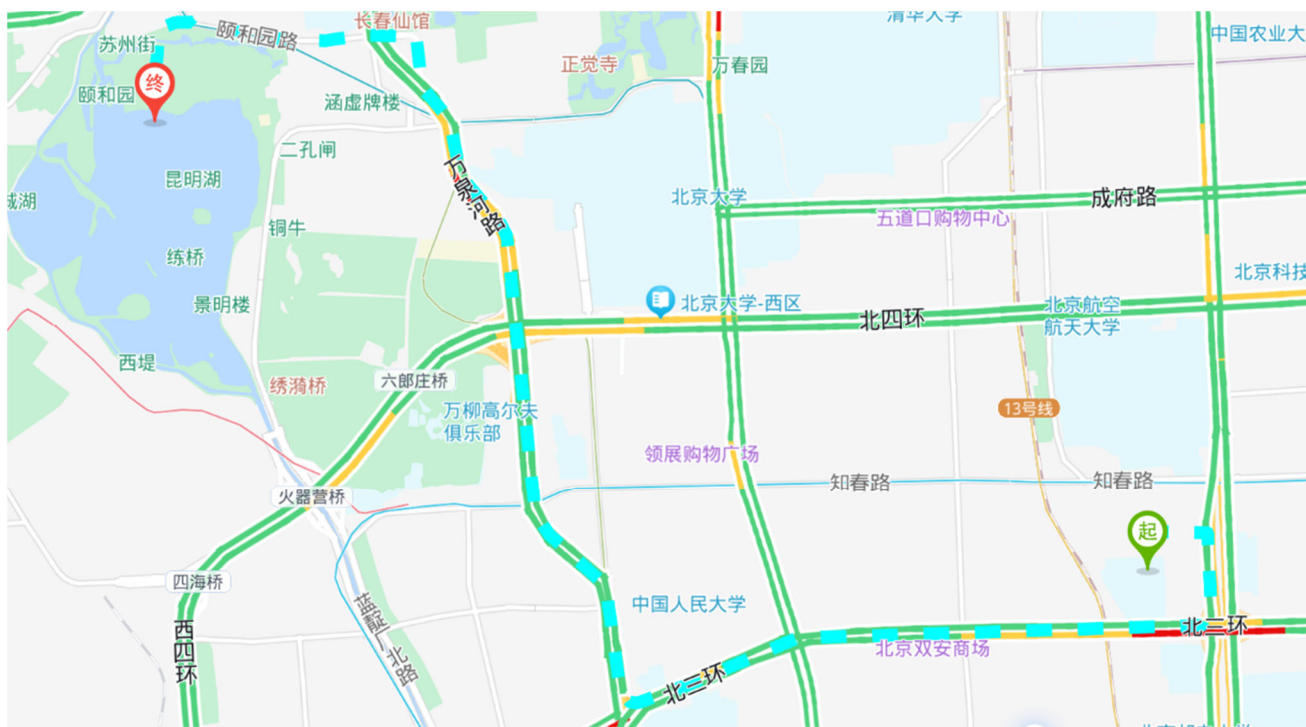 长春仙馆
清华大学
颐和园路
苏州街
中国农业大
正觉寺
万春园
终
颐和园
涵虚牌楼
二孔闸
万泉河路
昆明湖
北京大学
成府路
城湖
五道口购物中心
铜牛
练桥
北京科技
景明楼
北京大学-西区
北四环
北京航空
航天大学
西堤
绣漪桥
六郎庄桥
万柳高尔夫
俱乐部
13号线
领展购物广场
知春路
知春路
火器营桥
起
四海桥
蓝靛厂北路
中国人民大学
西四环
北三环
北京双安商场
北三环